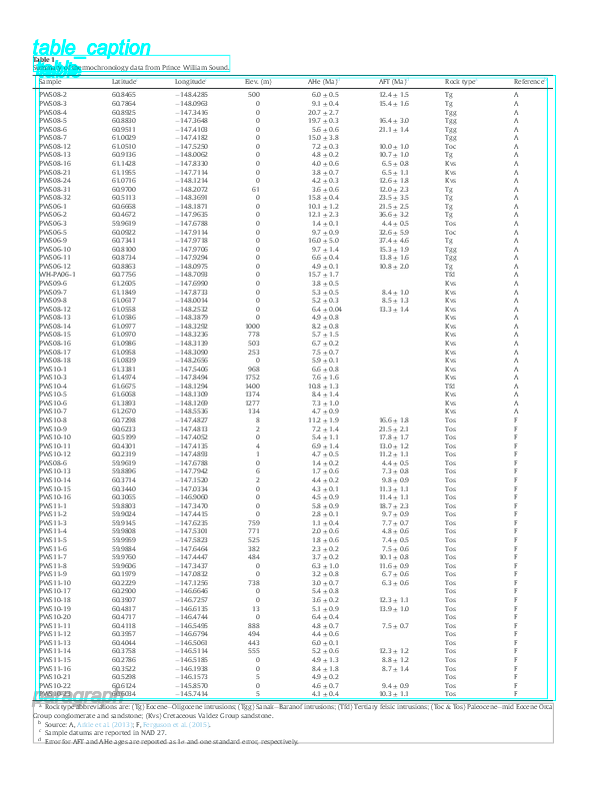 table_caption
Table 1
Summary of thermochronology data from Prince William Sound.
Table
Sample Latitude Longitude Elev. (m) AHe (Ma) AFT (Ma) Rock type Reference
PWS08-2 60.8465 −148.4285 500 6.0 ± 0.5 12.4 ± 1.5 Tg A
PWS08-3 60.7864 −148.0963 0 9.1 ± 0.4 15.4 ± 1.6 Tg A
PWS08-4 60.8925 −147.3416 0 20.7 ± 2.7 Tgg A
PWS08-5 60.8830 −147.3648 0 19.7 ± 0.3 16.4 ± 3.0 Tgg A
PWS08-6 60.9511 −147.4103 0 5.6 ± 0.6 21.1 ± 1.4 Tgg A
PWS08-7 61.0029 −147.4182 0 15.0 ± 3.8 Tgg A
PWS08-12 61.0510 −147.5250 0 7.2 ± 0.3 10.0 ± 1.0 Toc A
PWS08-13 60.9136 −148.0062 0 4.8 ± 0.2 10.7 ± 1.0 Tg A
PWS08-16 61.1428 −147.8330 0 4.0 ± 0.6 6.5 ± 0.8 Kvs A
PWS08-21 61.1955 −147.7114 0 3.8 ± 0.7 6.5 ± 1.1 Kvs A
PWS08-24 61.0716 −148.1214 0 4.2 ± 0.3 12.6 ± 1.8 Kvs A
PWS08-31 60.9700 −148.2072 61 3.6 ± 0.6 12.0 ± 2.3 Tg A
PWS08-32 60.5113 −148.3691 0 15.8 ± 0.4 23.5 ± 3.5 Tg A
PWS06-1 60.6668 −148.1871 0 10.1 ± 1.2 21.5 ± 2.5 Tg A
PWS06-2 60.4672 −147.9635 0 12.1 ± 2.3 36.6 ± 3.2 Tg A
PWS06-3 59.9619 −147.6788 0 1.4 ± 0.1 4.4 ± 0.5 Tos A
PWS06-5 60.0922 −147.9114 0 9.7 ± 0.9 32.6 ± 5.9 Toc A
PWS06-9 60.7341 −147.9718 0 16.0 ± 5.0 37.4 ± 4.6 Tg A
PWS06-10 60.8100 −147.9706 5 9.7 ± 1.4 15.3 ± 1.9 Tgg A
PWS06-11 60.8734 −147.9294 0 6.6 ± 0.4 13.8 ± 1.6 Tgg A
PWS06-12 60.8863 −148.0975 0 4.9 ± 0.1 10.8 ± 2.0 Tg A
WH-PA06-1 60.7756 −148.7091 0 15.7 ± 1.7 Tfd A
PWS09-6 61.2605 −147.6990 0 3.8 ± 0.5 Kvs A
PWS09-7 61.1849 −147.8733 0 5.3 ± 0.5 8.4 ± 1.0 Kvs A
PWS09-8 61.0617 −148.0014 0 5.2 ± 0.3 8.5 ± 1.3 Kvs A
PWS08-12 61.0558 −148.2532 0 6.4 ± 0.04 13.3 ± 1.4 Kvs A
PWS08-13 61.0586 −148.3879 0 4.9 ± 0.8 Kvs A
PWS08-14 61.0977 −148.3292 1000 8.2 ± 0.8 Kvs A
PWS08-15 61.0970 −148.3236 778 5.7 ± 1.5 Kvs A
PWS08-16 61.0986 −148.3139 503 6.7 ± 0.2 Kvs A
PWS08-17 61.0958 −148.3090 253 7.5 ± 0.7 Kvs A
PWS08-18 61.0839 −148.2656 0 5.9 ± 0.1 Kvs A
PWS10-1 61.3381 −147.5406 968 6.6 ± 0.8 Kvs A
PWS10-3 61.4974 −147.8494 1752 7.6 ± 1.6 Kvs A
PWS10-4 61.6675 −148.1294 1400 10.8 ± 1.3 Tfd A
PWS10-5 61.6068 −148.1309 1374 8.4 ± 1.4 Kvs A
PWS10-6 61.3893 −148.1269 1277 7.3 ± 1.0 Kvs A
PWS10-7 61.2670 −148.5536 134 4.7 ± 0.9 Kvs A
PWS10-8 60.7298 −147.4827 8 11.2 ± 1.9 16.6 ± 1.8 Tos F
PWS10-9 60.6233 −147.4813 2 7.2 ± 1.4 21.5 ± 2.1 Tos F
PWS10-10 60.5199 −147.4052 0 5.4 ± 1.1 17.8 ± 1.7 Tos F
PWS10-11 60.4301 −147.4135 4 6.9 ± 1.4 13.0 ± 1.2 Tos F
PWS10-12 60.2319 −147.4893 1 4.7 ± 0.5 11.2 ± 1.1 Tos F
PWS08-6 59.9619 −147.6788 0 1.4 ± 0.2 4.4 ± 0.5 Tos F
PWS10-13 59.8896 −147.7942 6 1.7 ± 0.6 7.3 ± 0.8 Tos F
PWS10-14 60.3714 −147.1520 2 4.4 ± 0.2 9.8 ± 0.9 Tos F
PWS10-15 60.3440 −147.0334 0 4.3 ± 0.1 11.3 ± 1.1 Tos F
PWS10-16 60.3065 −146.9060 0 4.5 ± 0.9 11.4 ± 1.1 Tos F
PWS11-1 59.8803 −147.3470 0 5.8 ± 0.9 18.7 ± 2.3 Tos F
PWS11-2 59.9024 −147.4415 0 2.8 ± 0.1 9.7 ± 0.9 Tos F
PWS11-3 59.9145 −147.6235 759 1.1 ± 0.4 7.7 ± 0.7 Tos F
PWS11-4 59.9808 −147.5301 771 2.0 ± 0.6 4.8 ± 0.6 Tos F
PWS11-5 59.9959 −147.5823 525 1.8 ± 0.6 7.4 ± 0.5 Tos F
PWS11-6 59.9884 −147.6464 382 2.3 ± 0.2 7.5 ± 0.6 Tos F
PWS11-7 59.9760 −147.4447 484 3.7 ± 0.2 10.1 ± 0.8 Tos F
PWS11-8 59.9606 −147.3437 0 6.3 ± 1.0 11.6 ± 0.9 Tos F
PWS11-9 60.1979 −147.0832 0 3.2 ± 0.8 6.7 ± 0.6 Tos F
PWS11-10 60.2229 −147.1256 738 3.0 ± 0.7 6.3 ± 0.6 Tos F
PWS10-17 60.2900 −146.6646 0 5.4 ± 0.8 Tos F
PWS10-18 60.3907 −146.7257 0 3.6 ± 0.2 12.3 ± 1.1 Tos F
PWS10-19 60.4817 −146.6135 13 5.1 ± 0.9 13.9 ± 1.0 Tos F
PWS10-20 60.4717 −146.4744 0 6.4 ± 0.4 Tos F
PWS11-11 60.4118 −146.5495 888 4.8 ± 0.7 7.5 ± 0.7 Tos F
PWS11-12 60.3957 −146.6794 494 4.4 ± 0.6 Tos F
PWS11-13 60.4044 −146.5061 443 6.0 ± 0.1 Tos F
PWS11-14 60.3758 −146.5114 555 5.2 ± 0.6 12.3 ± 1.2 Tos F
PWS11-15 60.2786 −146.5185 0 4.9 ± 1.3 8.8 ± 1.2 Tos F
PWS11-16 60.3522 −146.1938 0 8.4 ± 1.8 8.7 ± 1.4 Tos F
PWS10-21 60.5298 −146.1573 5 4.9 ± 0.2 Tos F
PWS10-22 60.6124 −145.8570 0 4.6 ± 0.7 9.4 ± 0.9 Tos F
PWS10-23 60.6034 −145.7434 5 4.1 ± 0.4 10.3 ± 1.1 Tos F
paragraph
Rock type abbreviations are: (Tg) Eocene–Oligocene intrusions; (Tgg) Sanak–Baranof intrusions; (Tfd) Tertiary felsic intrusions; (Toc & Tos) Paleocene–mid Eocene Orca
Group conglomerate and sandstone; (Kvs) Cretaceous Valdez Group sandstone.
b Source: A, Arkle et al. (2013); F, Ferguson et al. (2015).
c Sample datums are reported in NAD 27.
d Error for AFT and AHe ages are reported as 1σ and one standard error, respectively.